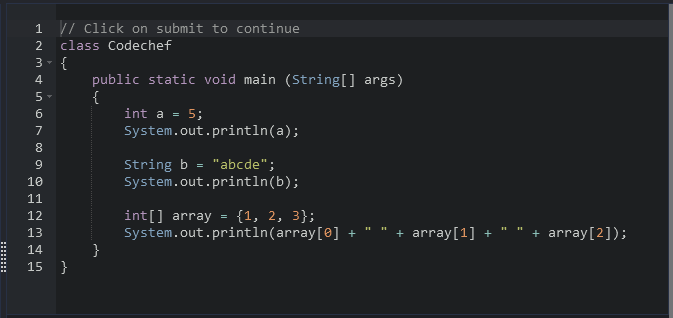 1 // Click on submit to continue
2 class Codechef
3 {
4     public static void main (String[] args)
5     {
6         int a = 5;
7         System.out.println(a);
8
9         String b = "abcde";
10         System.out.println(b);
11
12         int[] array = {1, 2, 3};
13         System.out.println(array[0] + " " + array[1] + " " + array[2]);
14     }
15 }